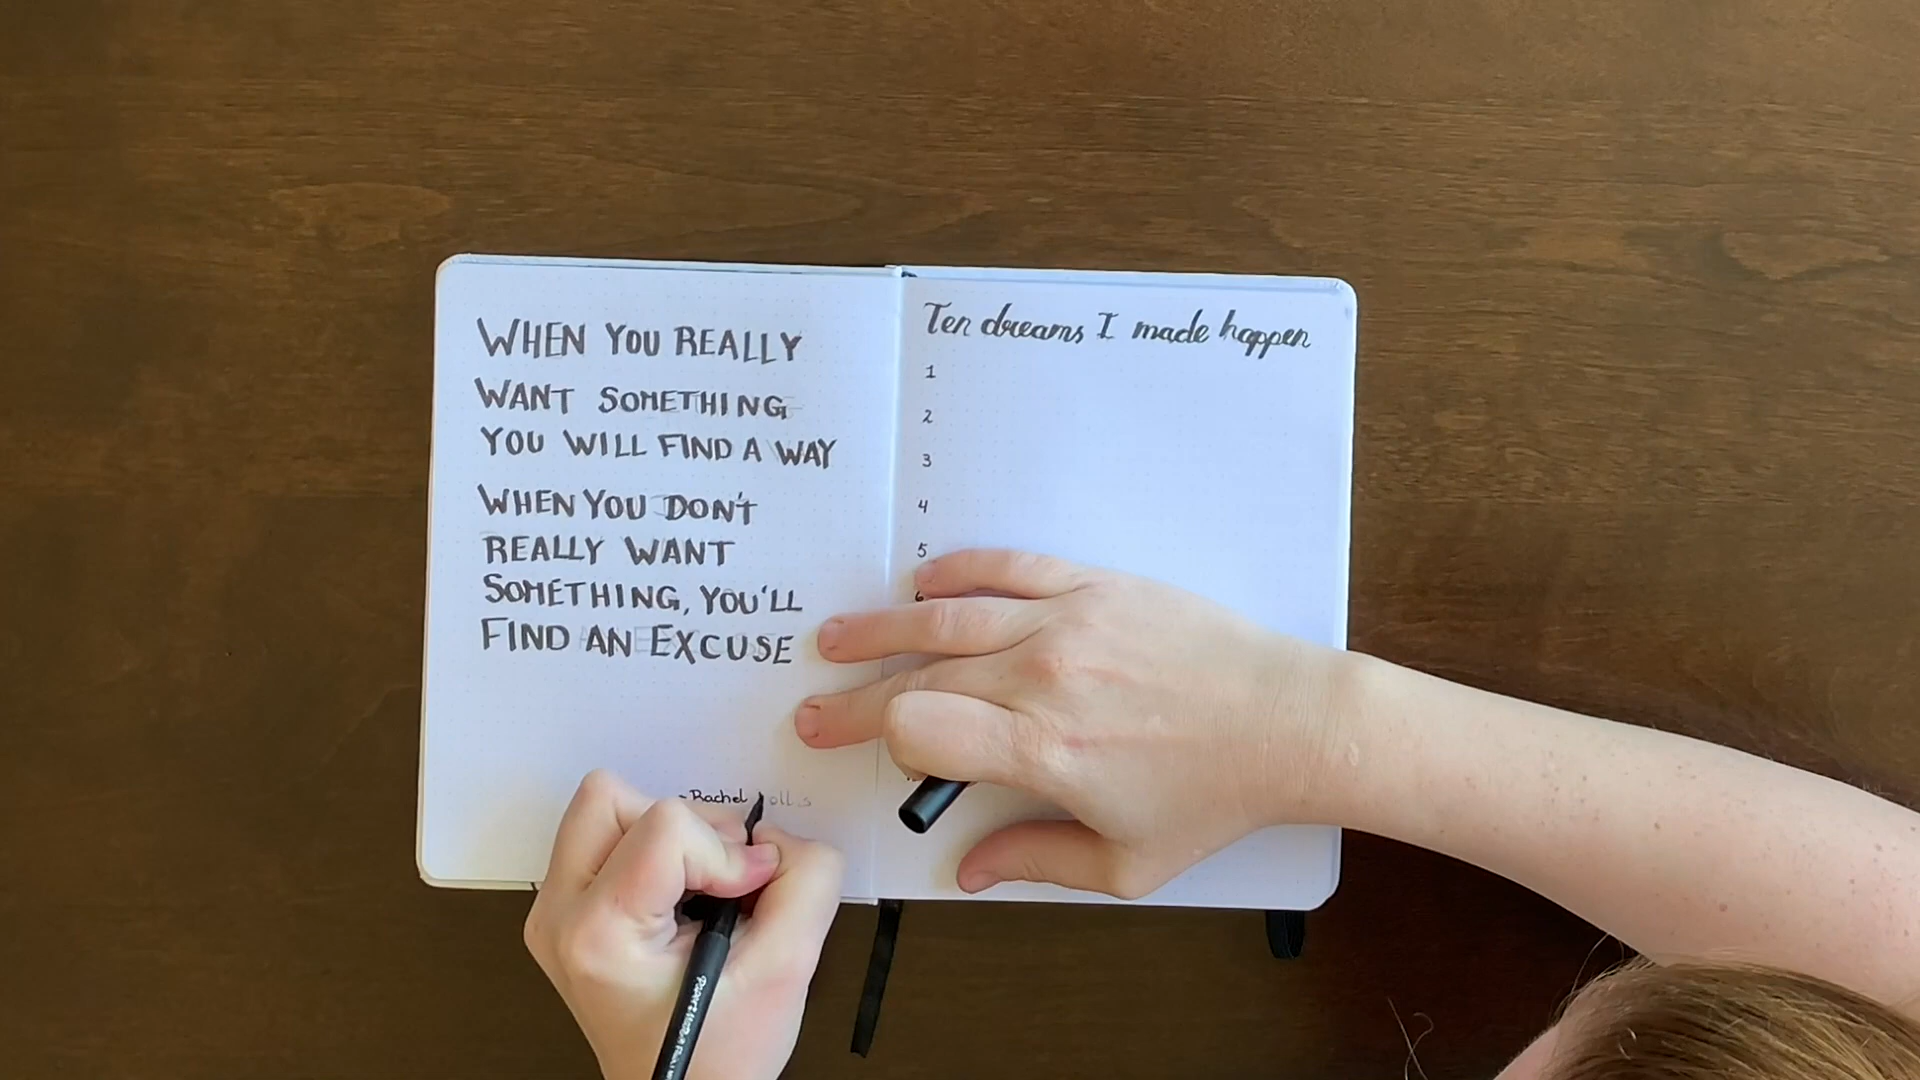 WHEN YOU REALLY
WANT SOMETHING
YOU WILL FIND A WAY
WHEN YOU DON'T
REALLY WANT
SOMETHING, YOU'LL
FIND AN EXCUSE
- Rachel
Ten dreams I made happen
1
2
3
4
5
6